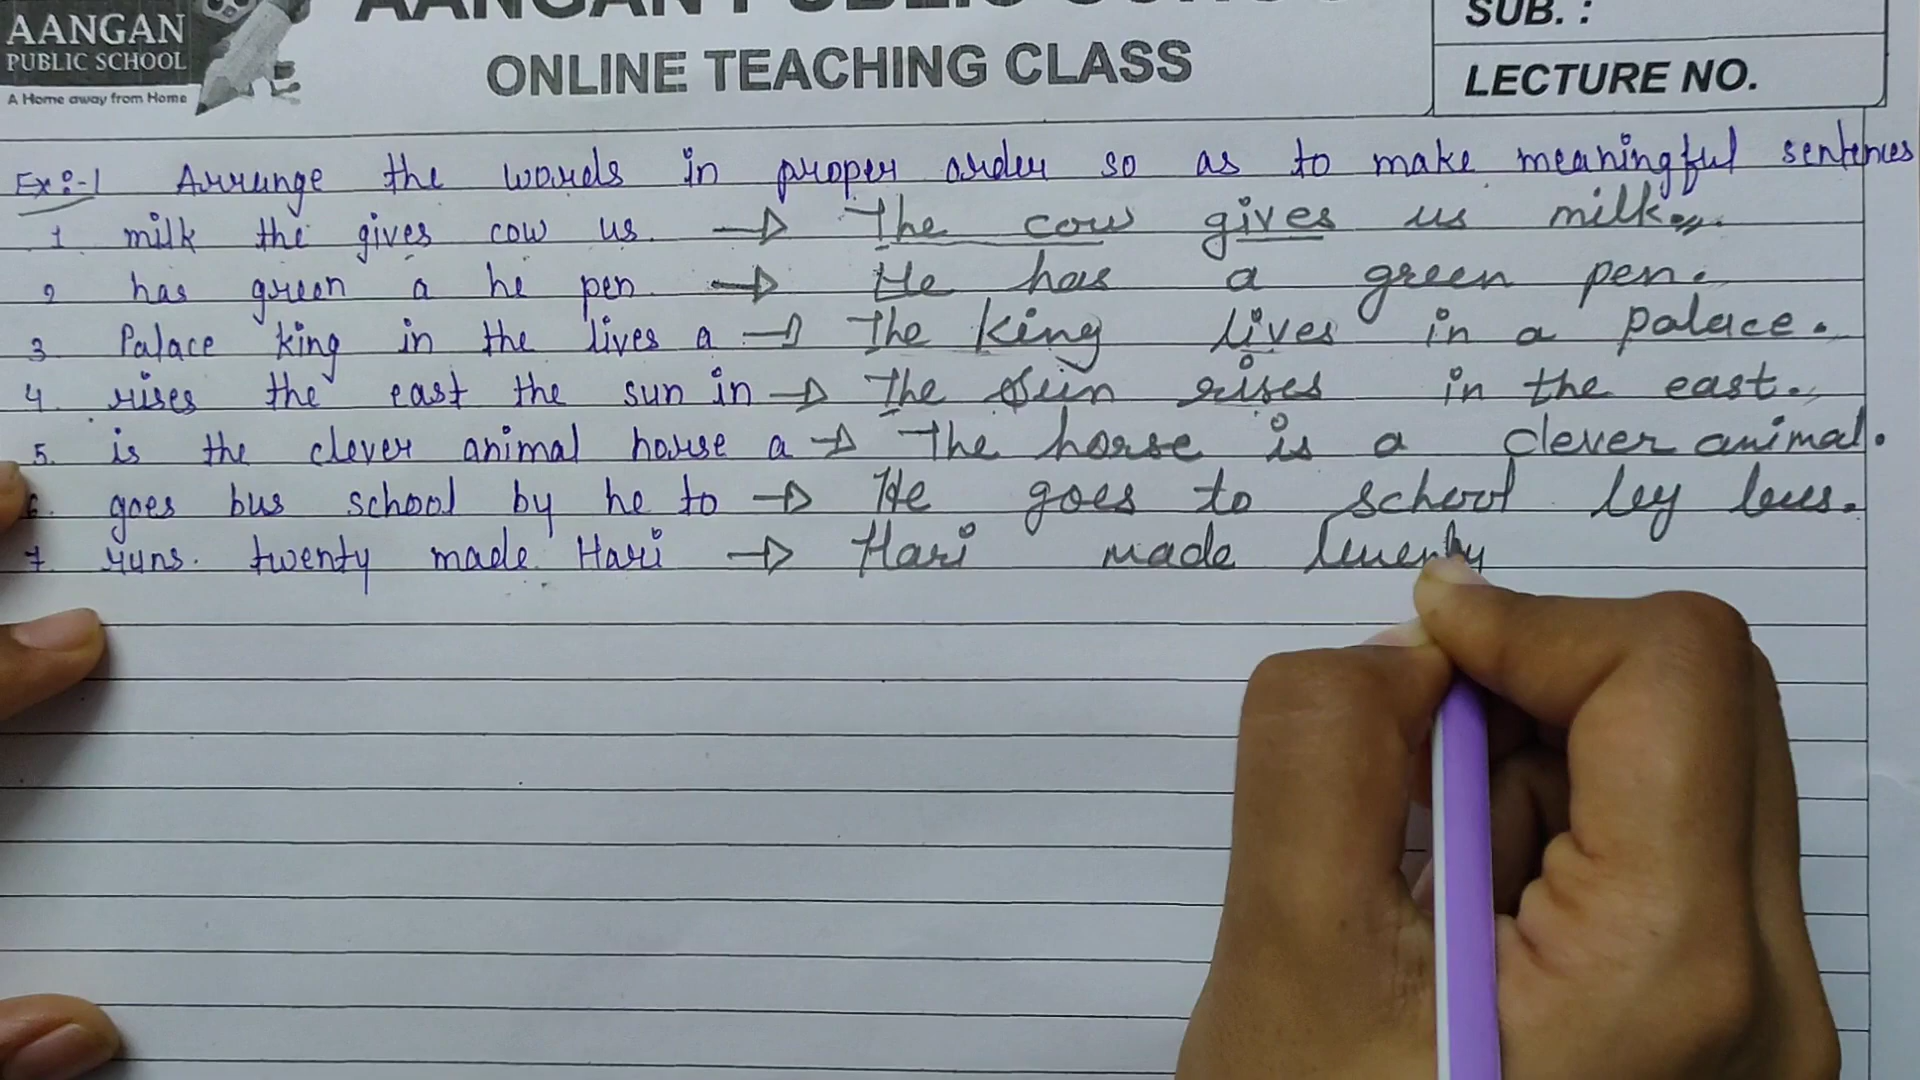 AANGAN
PUBLIC SCHOOL
A Home away from Home
ONLINE TEACHING CLASS
SUB. :
LECTURE NO.
Ex:-1 Arrange the words in proper order so as to make meaningful sentences
1 milk the gives cow us. → The cow gives us milk.
2 has green a he pen. → He has a green pen.
3 Palace king in the lives a → The king lives in a palace.
4. rises the east the sun in → The Sun rises in the east.
5. is the clever animal horse a → The horse is a clever animal.
6. goes bus school by he to → He goes to school by bus.
7. runs. twenty made Hari → Hari made twenty